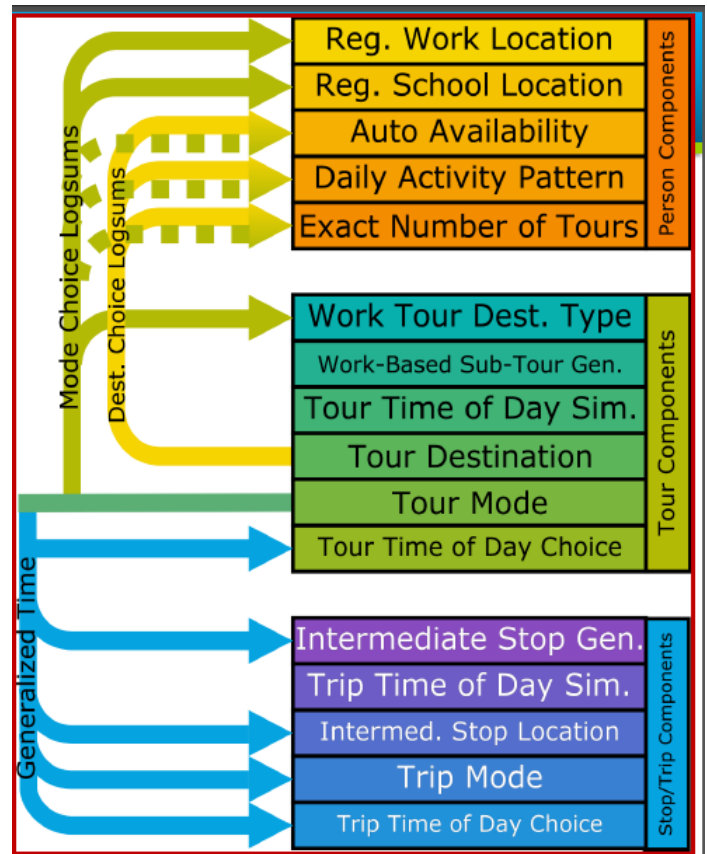 Reg. Work Location
Reg. School Location
Auto Availability
Daily Activity Pattern
Exact Number of Tours
Person Components
Mode Choice Logsums
Dest. Choice Logsums
Work Tour Dest. Type
Work-Based Sub-Tour Gen.
Tour Time of Day Sim.
Tour Destination
Tour Mode
Tour Time of Day Choice
Tour Components
Generalized Time
Intermediate Stop Gen.
Trip Time of Day Sim.
Intermed. Stop Location
Trip Mode
Trip Time of Day Choice
Stop/Trip Components